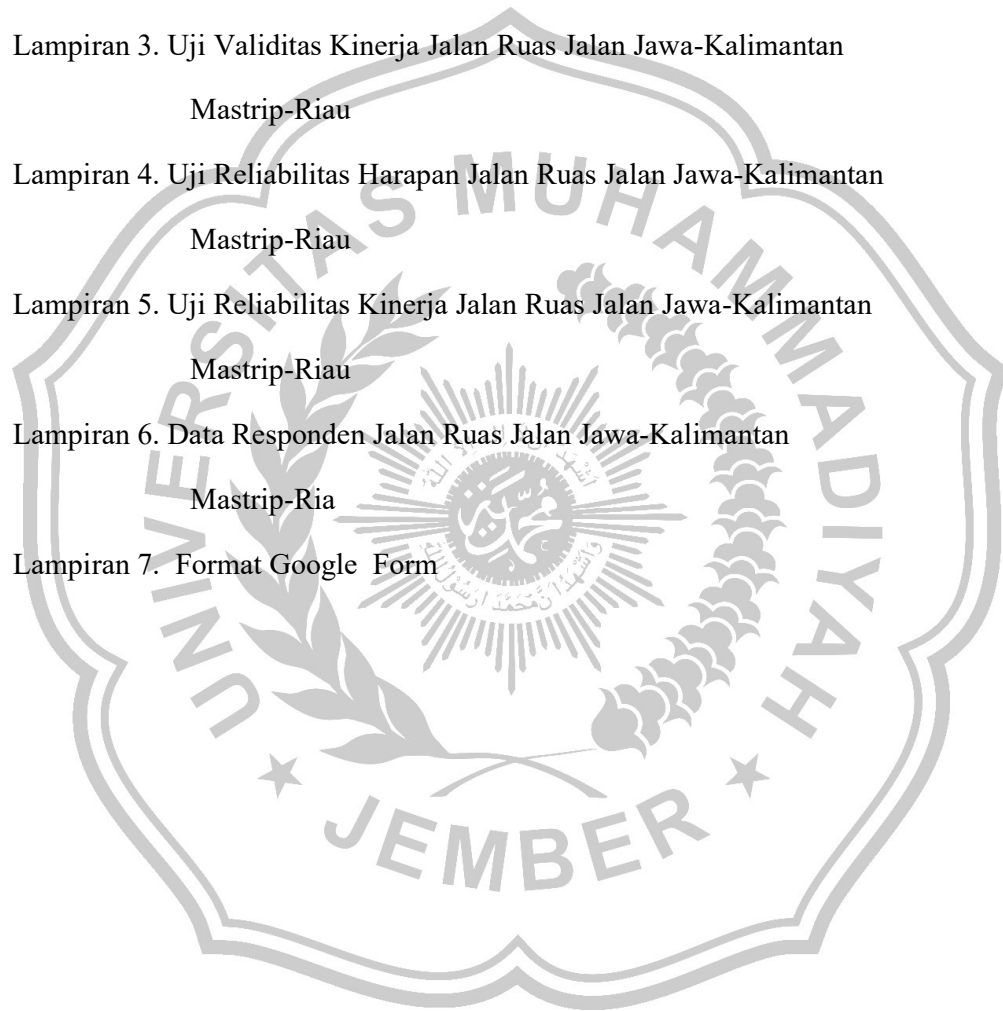 Lampiran 3. Uji Validitas Kinerja Jalan Ruas Jalan Jawa-Kalimantan
Mastrip-Riau
Lampiran 4. Uji Reliabilitas Harapan Jalan Ruas Jalan Jawa-Kalimantan
Mastrip-Riau
Lampiran 5. Uji Reliabilitas Kinerja Jalan Ruas Jalan Jawa-Kalimantan
Mastrip-Riau
Lampiran 6. Data Responden Jalan Ruas Jalan Jawa-Kalimantan
Mastrip-Ria
Lampiran 7.  Format Google  Form
UNIVERSITAS MUHAMMADIYAH
JEMBER